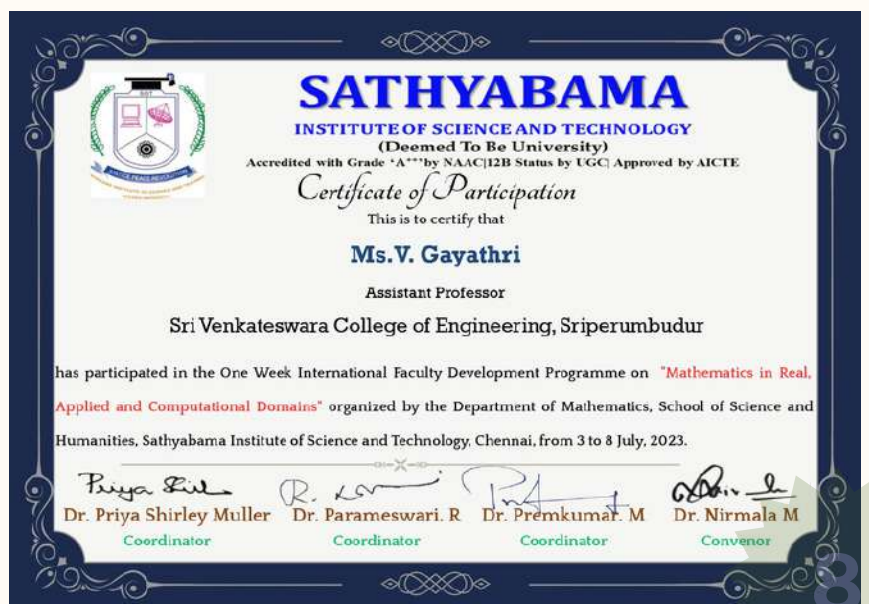 SIST
SATHYABAMA
INSTITUTE OF SCIENCE AND TECHNOLOGY
(Deemed To Be University)
Accredited with Grade 'A++' by NAAC|12B Status by UGC| Approved by AICTE
Certificate of Participation
This is to certify that
Ms.V. Gayathri
Assistant Professor
Sri Venkateswara College of Engineering, Sriperumbudur
has participated in the One Week International Faculty Development Programme on "Mathematics in Real,
Applied and Computational Domains" organized by the Department of Mathematics, School of Science and
Humanities, Sathyabama Institute of Science and Technology, Chennai, from 3 to 8 July, 2023.
Dr. Priya Shirley Muller Dr. Parameswari. R Dr. Premkumar. M Dr. Nirmala M
Coordinator Coordinator Coordinator Convenor
8